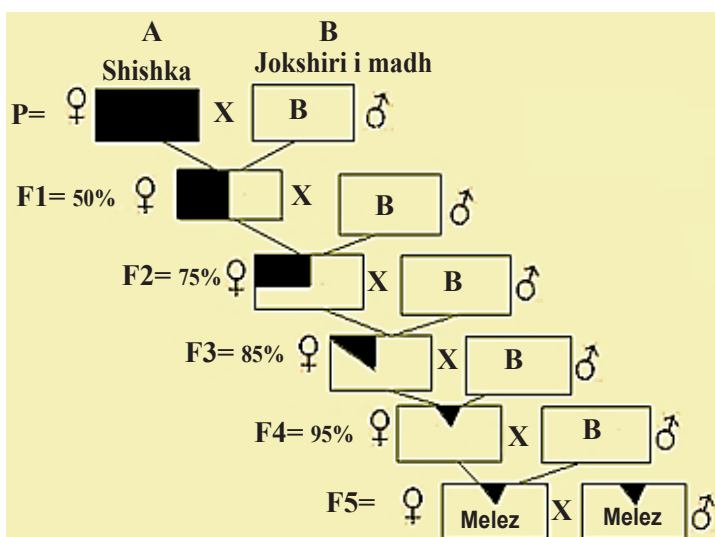 A B
Shishka Jokshiri i madh
P= ♀ X B ♂
F1= 50% ♀ X B ♂
F2= 75% ♀ X B ♂
F3= 85% ♀ X B ♂
F4= 95% ♀ X B ♂
F5= ♀ Melez X Melez ♂